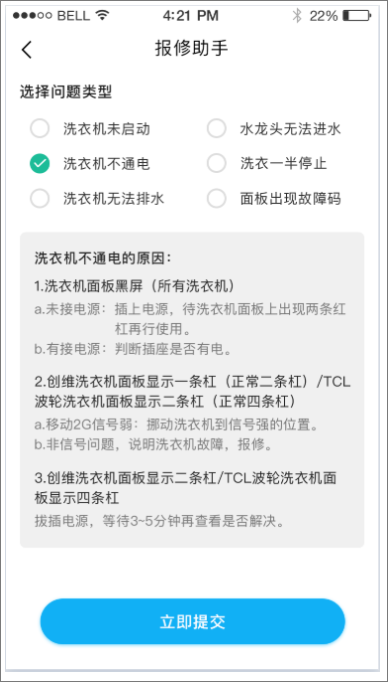 BELL 4:21 PM 22%
报修助手
选择问题类型
洗衣机未启动 水龙头无法进水
洗衣机不通电 洗衣一半停止
洗衣机无法排水 面板出现故障码
洗衣机不通电的原因：
1.洗衣机面板黑屏（所有洗衣机）
a.未接电源：插上电源，待洗衣机面板上出现两条红
杠再行使用。
b.有接电源：判断插座是否有电。
2.创维洗衣机面板显示一条杠（正常二条杠）/TCL
波轮洗衣机面板显示二条杠（正常四条杠）
a.移动2G信号弱：挪动洗衣机到信号强的位置。
b.非信号问题，说明洗衣机故障，报修。
3.创维洗衣机面板显示二条杠/TCL波轮洗衣机面
板显示四条杠
拔插电源，等待3~5分钟再查看是否解决。
立即提交